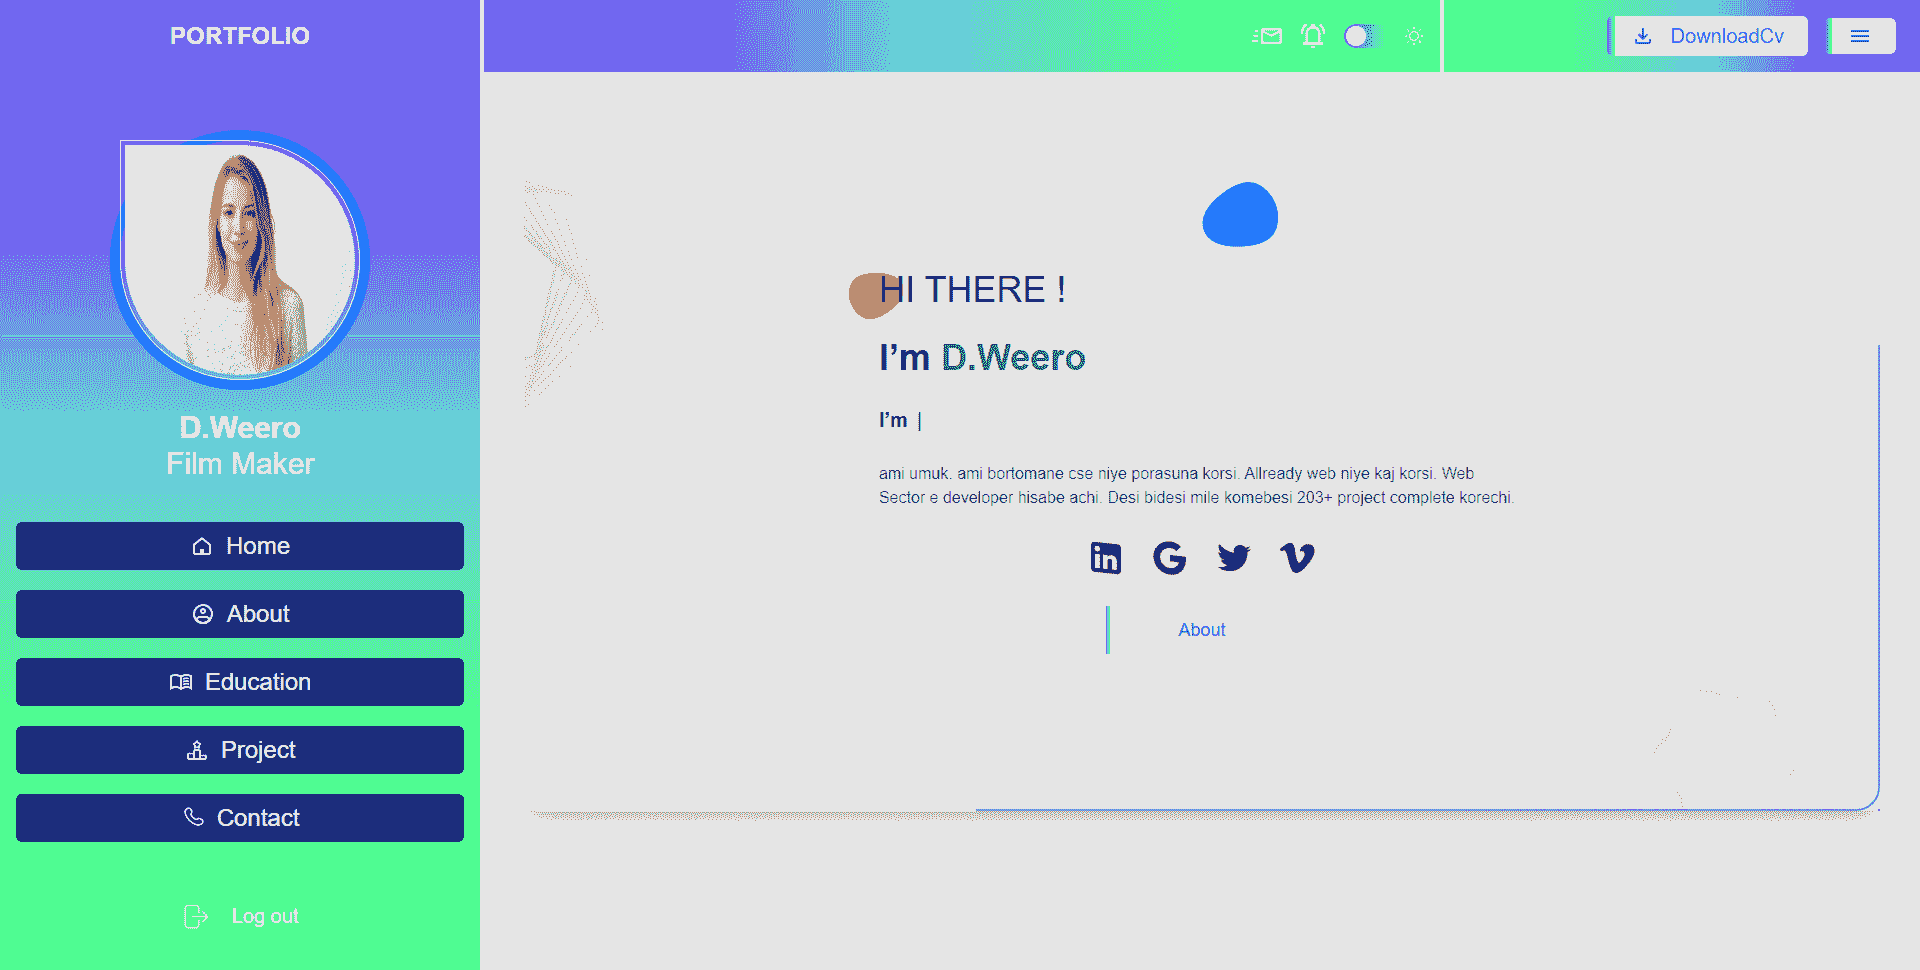 PORTFOLIO
DownloadCv
D.Weero
Film Maker
Home
About
Education
Project
Contact
Log out
HI THERE !
I’m D.Weero
I’m |
ami umuk. ami bortomane cse niye porasuna korsi. Allready web niye kaj korsi. Web
Sector e developer hisabe achi. Desi bidesi mile komebesi 203+ project complete korechi.
About